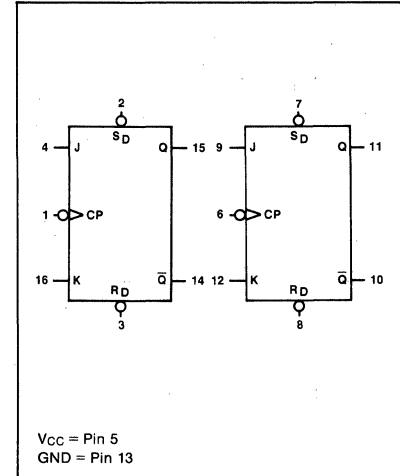 2 7
S_D S_D
4 J Q 15 9 J Q 11
1 CP 6 CP
16 K Q̅ 14 12 K Q̅ 10
R_D R_D
3 8
V_CC = Pin 5
GND = Pin 13